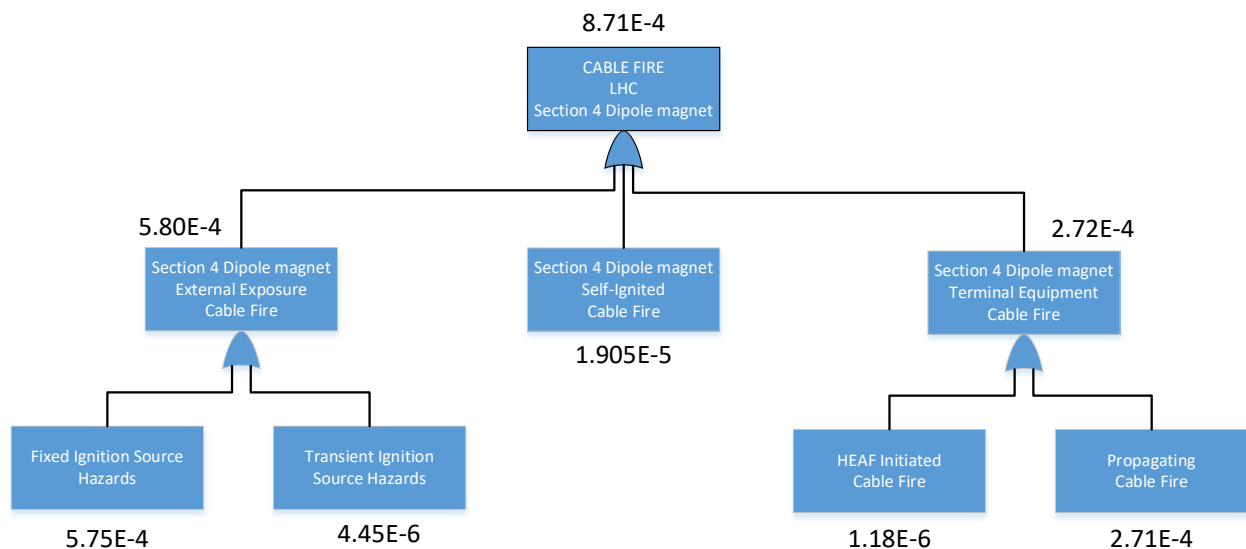 8.71E-4
CABLE FIRE
LHC
Section 4 Dipole magnet
5.80E-4
Section 4 Dipole magnet
External Exposure
Cable Fire
Section 4 Dipole magnet
Self-Ignited
Cable Fire
1.905E-5
2.72E-4
Section 4 Dipole magnet
Terminal Equipment
Cable Fire
Fixed Ignition Source
Hazards
5.75E-4
Transient Ignition
Source Hazards
4.45E-6
HEAF Initiated
Cable Fire
1.18E-6
Propagating
Cable Fire
2.71E-4